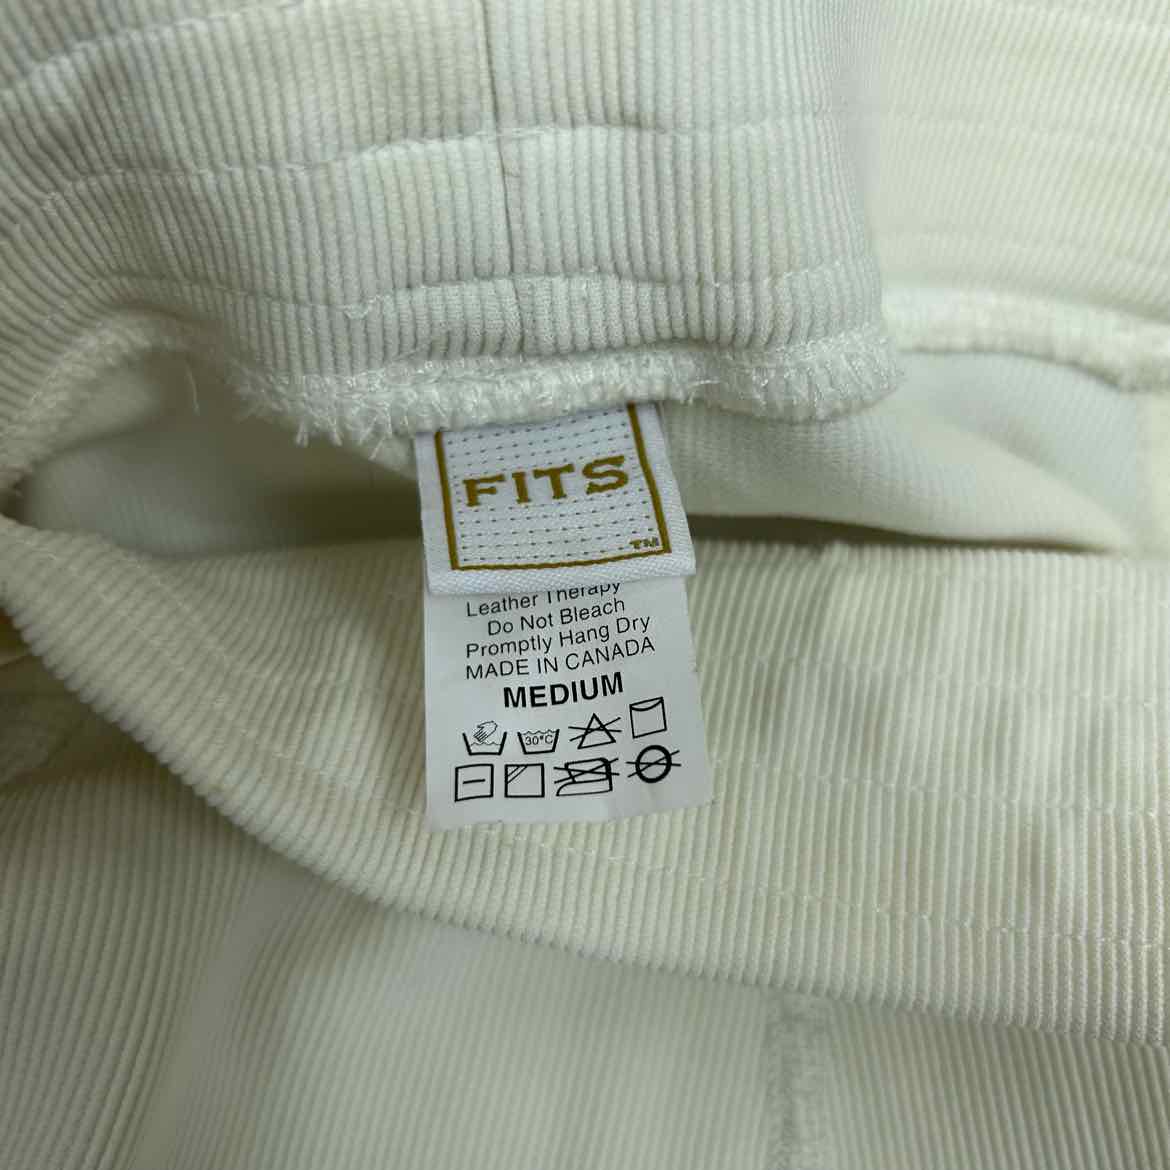 FITS
TM
Leather Therapy
Do Not Bleach
Promptly Hang Dry
MADE IN CANADA
MEDIUM
30°C